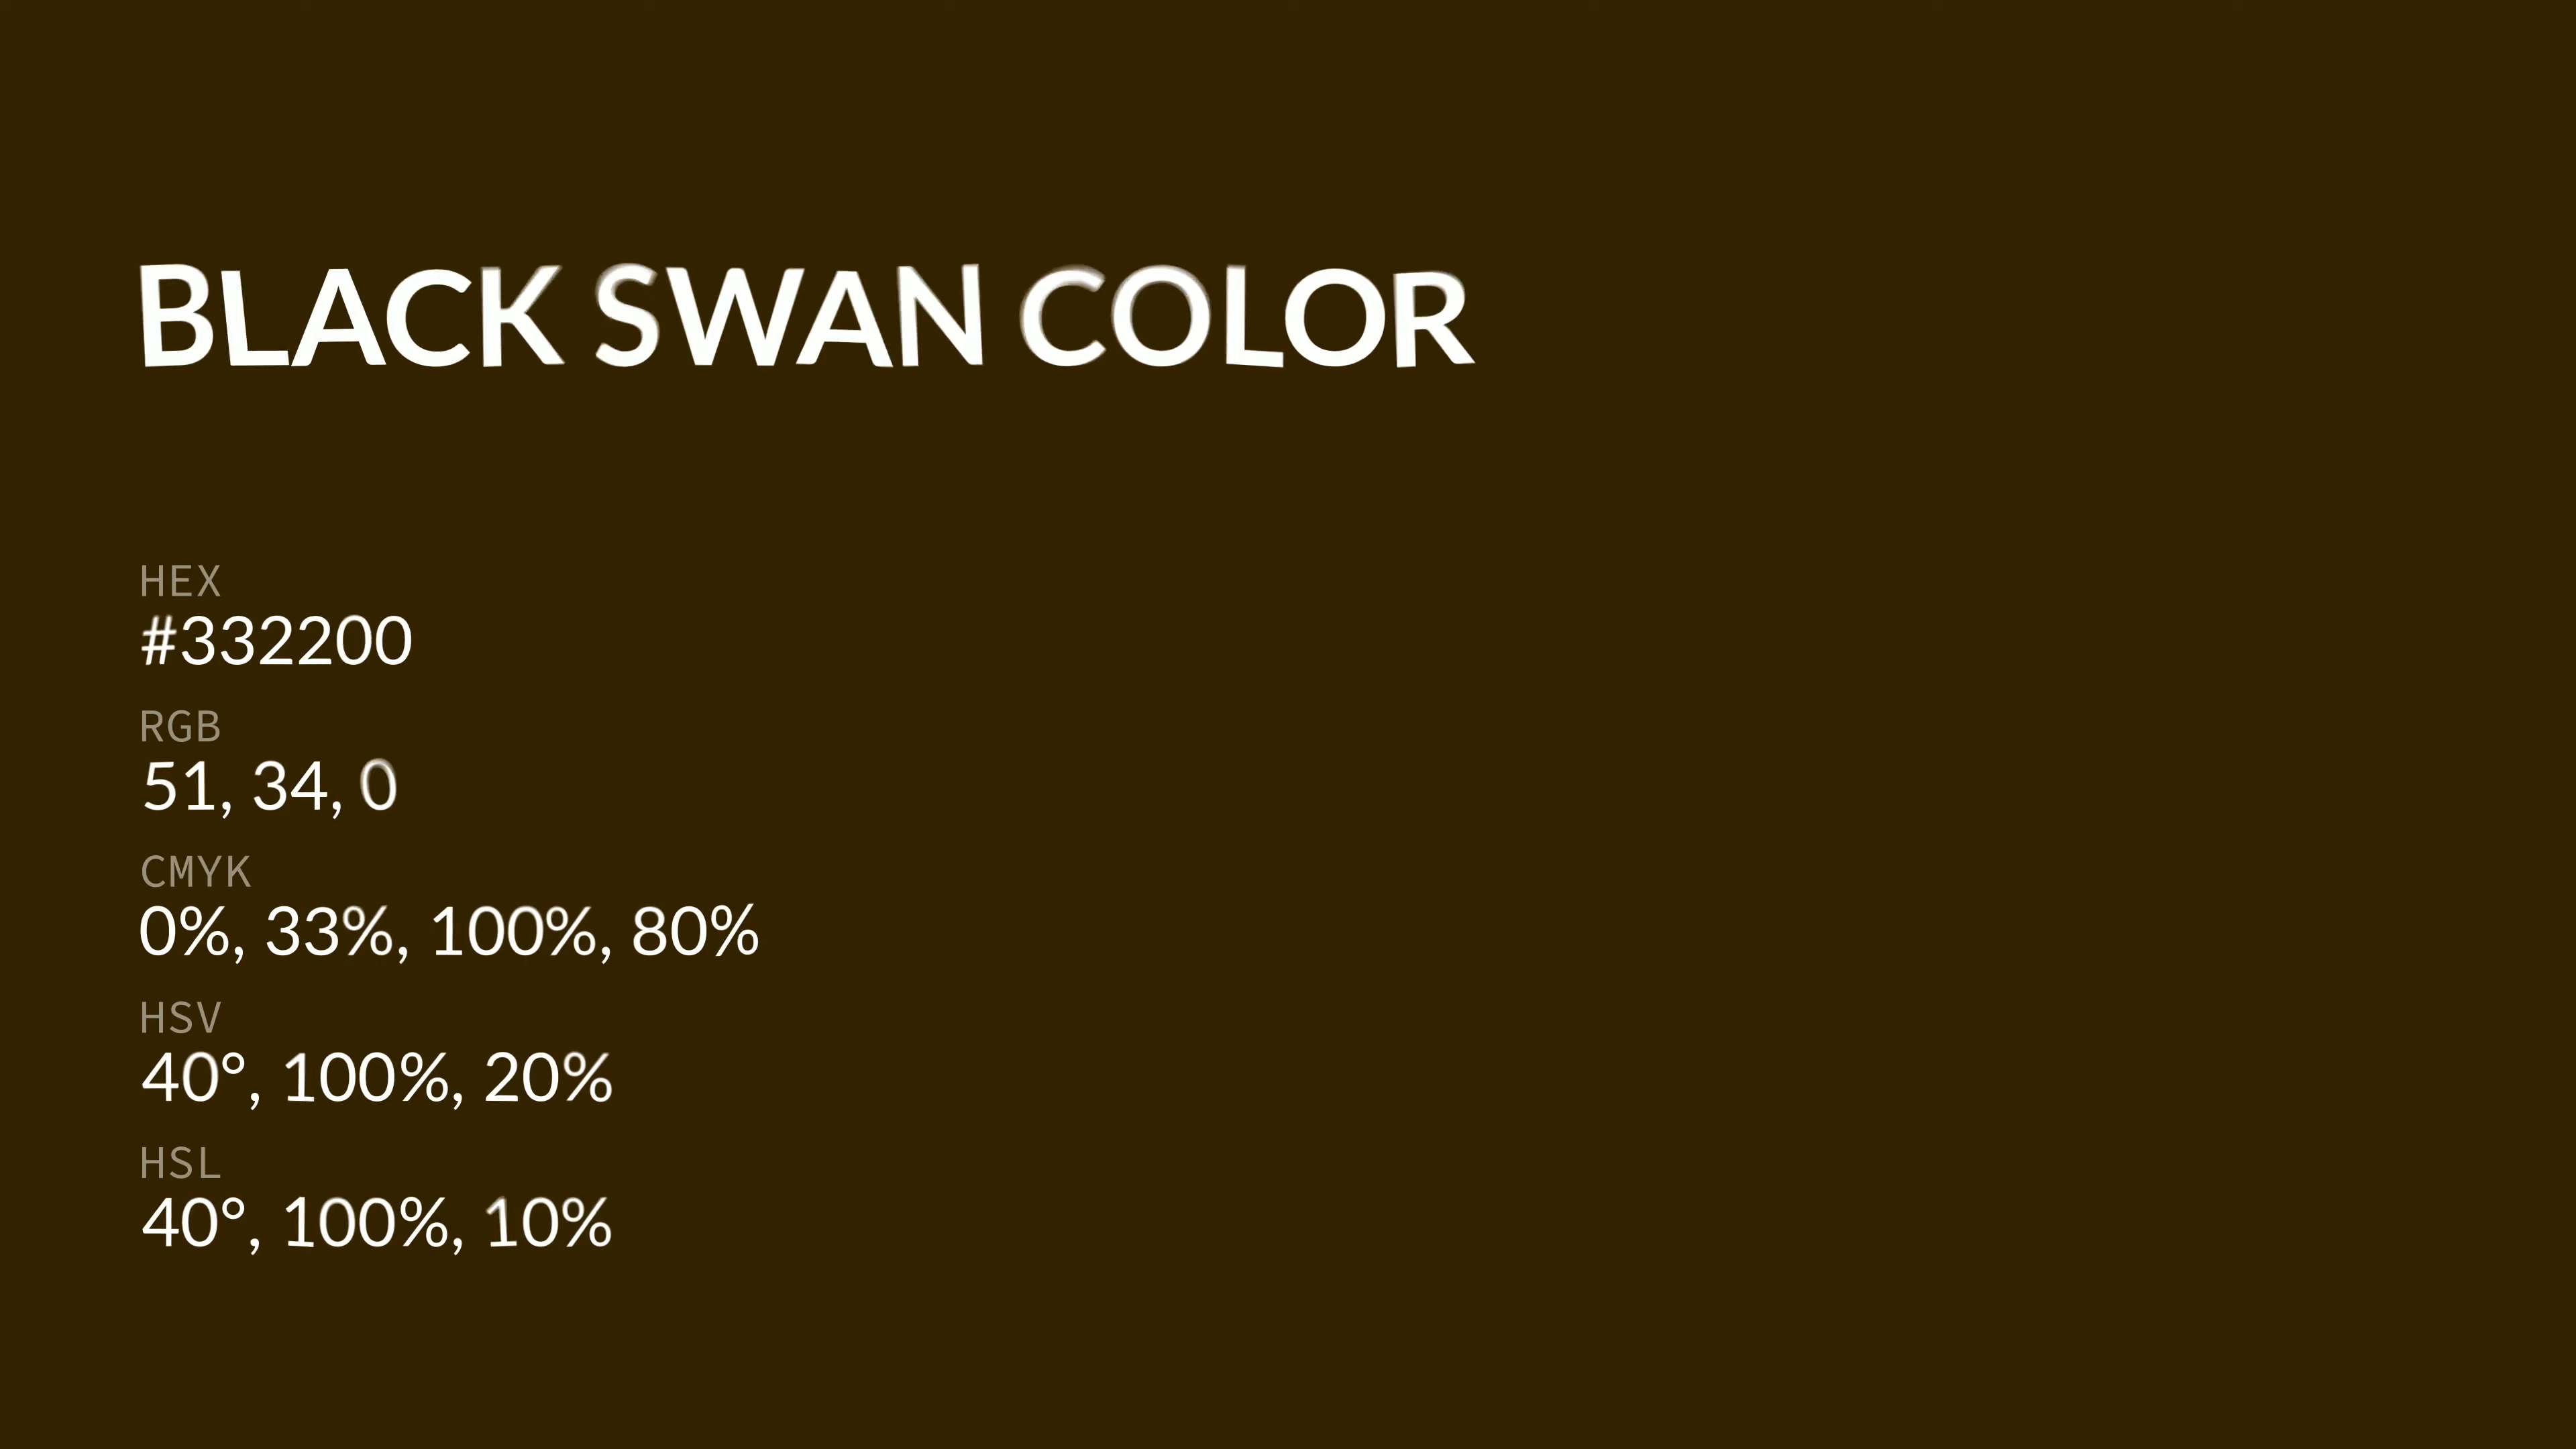 BLACK SWAN COLOR
HEX
#332200
RGB
51, 34, 0
CMYK
0%, 33%, 100%, 80%
HSV
40°, 100%, 20%
HSL
40°, 100%, 10%